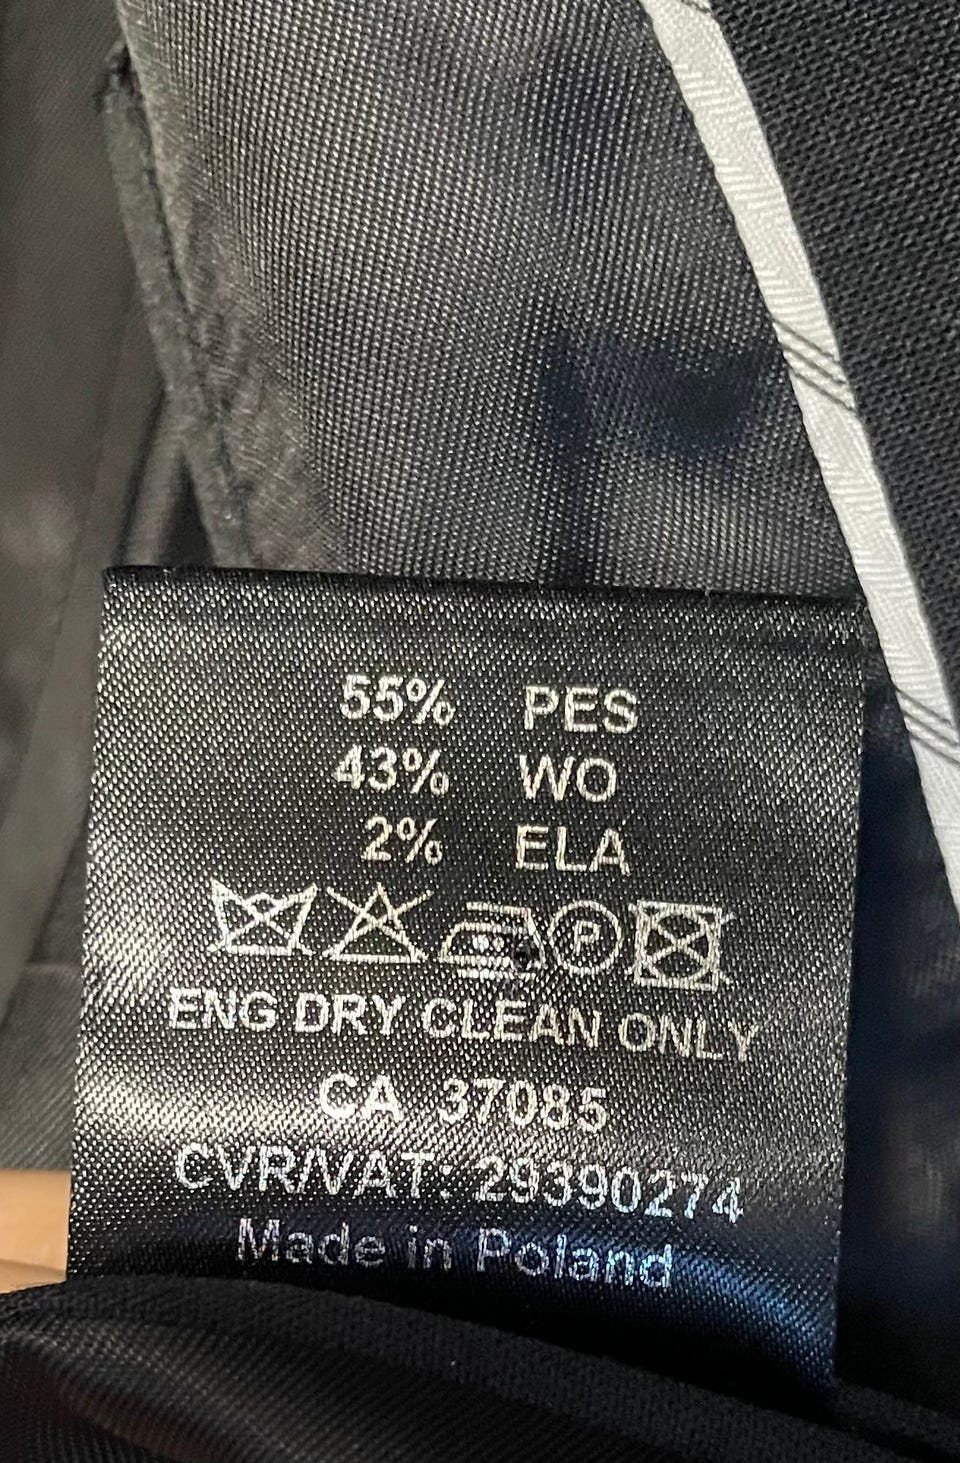 55% PES
43% WO
2% ELA
P
ENG DRY CLEAN ONLY
CA 37085
CVR/VAT: 29390274
Made in Poland